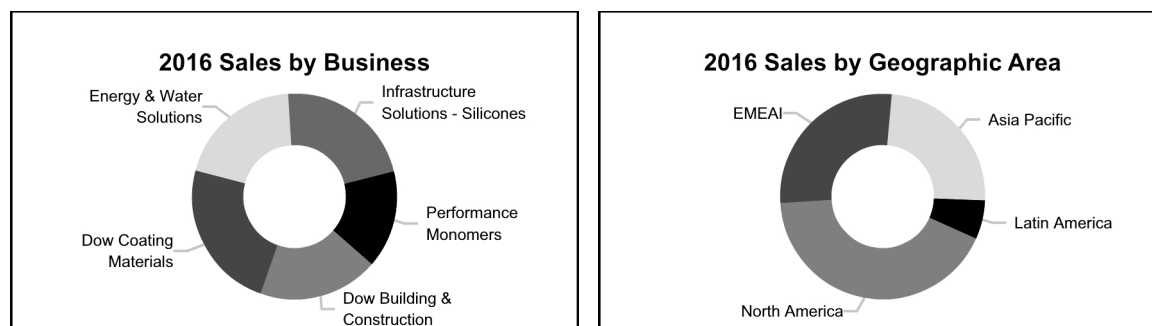 2016 Sales by Business
Energy & Water
Solutions
Infrastructure
Solutions - Silicones
Performance
Monomers
Dow Coating
Materials
Dow Building &
Construction
2016 Sales by Geographic Area
EMEAI
Asia Pacific
Latin America
North America